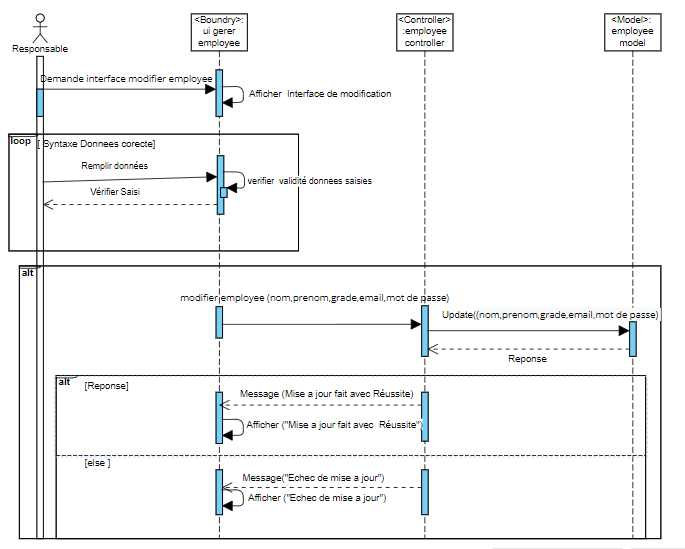 <Boundry>:
ui gerer
employee
<Controller>
:employee
controller
<Model>:
employee
model
Responsable
Demande interface modifier employee
Afficher Interface de modification
loop
[ Syntaxe Donnees corecte]
Remplir données
verifier validité donnees saisies
Vérifier Saisi
alt
modifier employee (nom,prenom,grade,email,mot de passe)
Update((nom,prenom,grade,email,mot de passe)
Reponse
alt
[Reponse]
Message (Mise a jour fait avec Réussite)
Afficher ("Mise a jour fait avec Réussite")
[else ]
Message("Echec de mise a jour")
Afficher ("Echec de mise a jour")